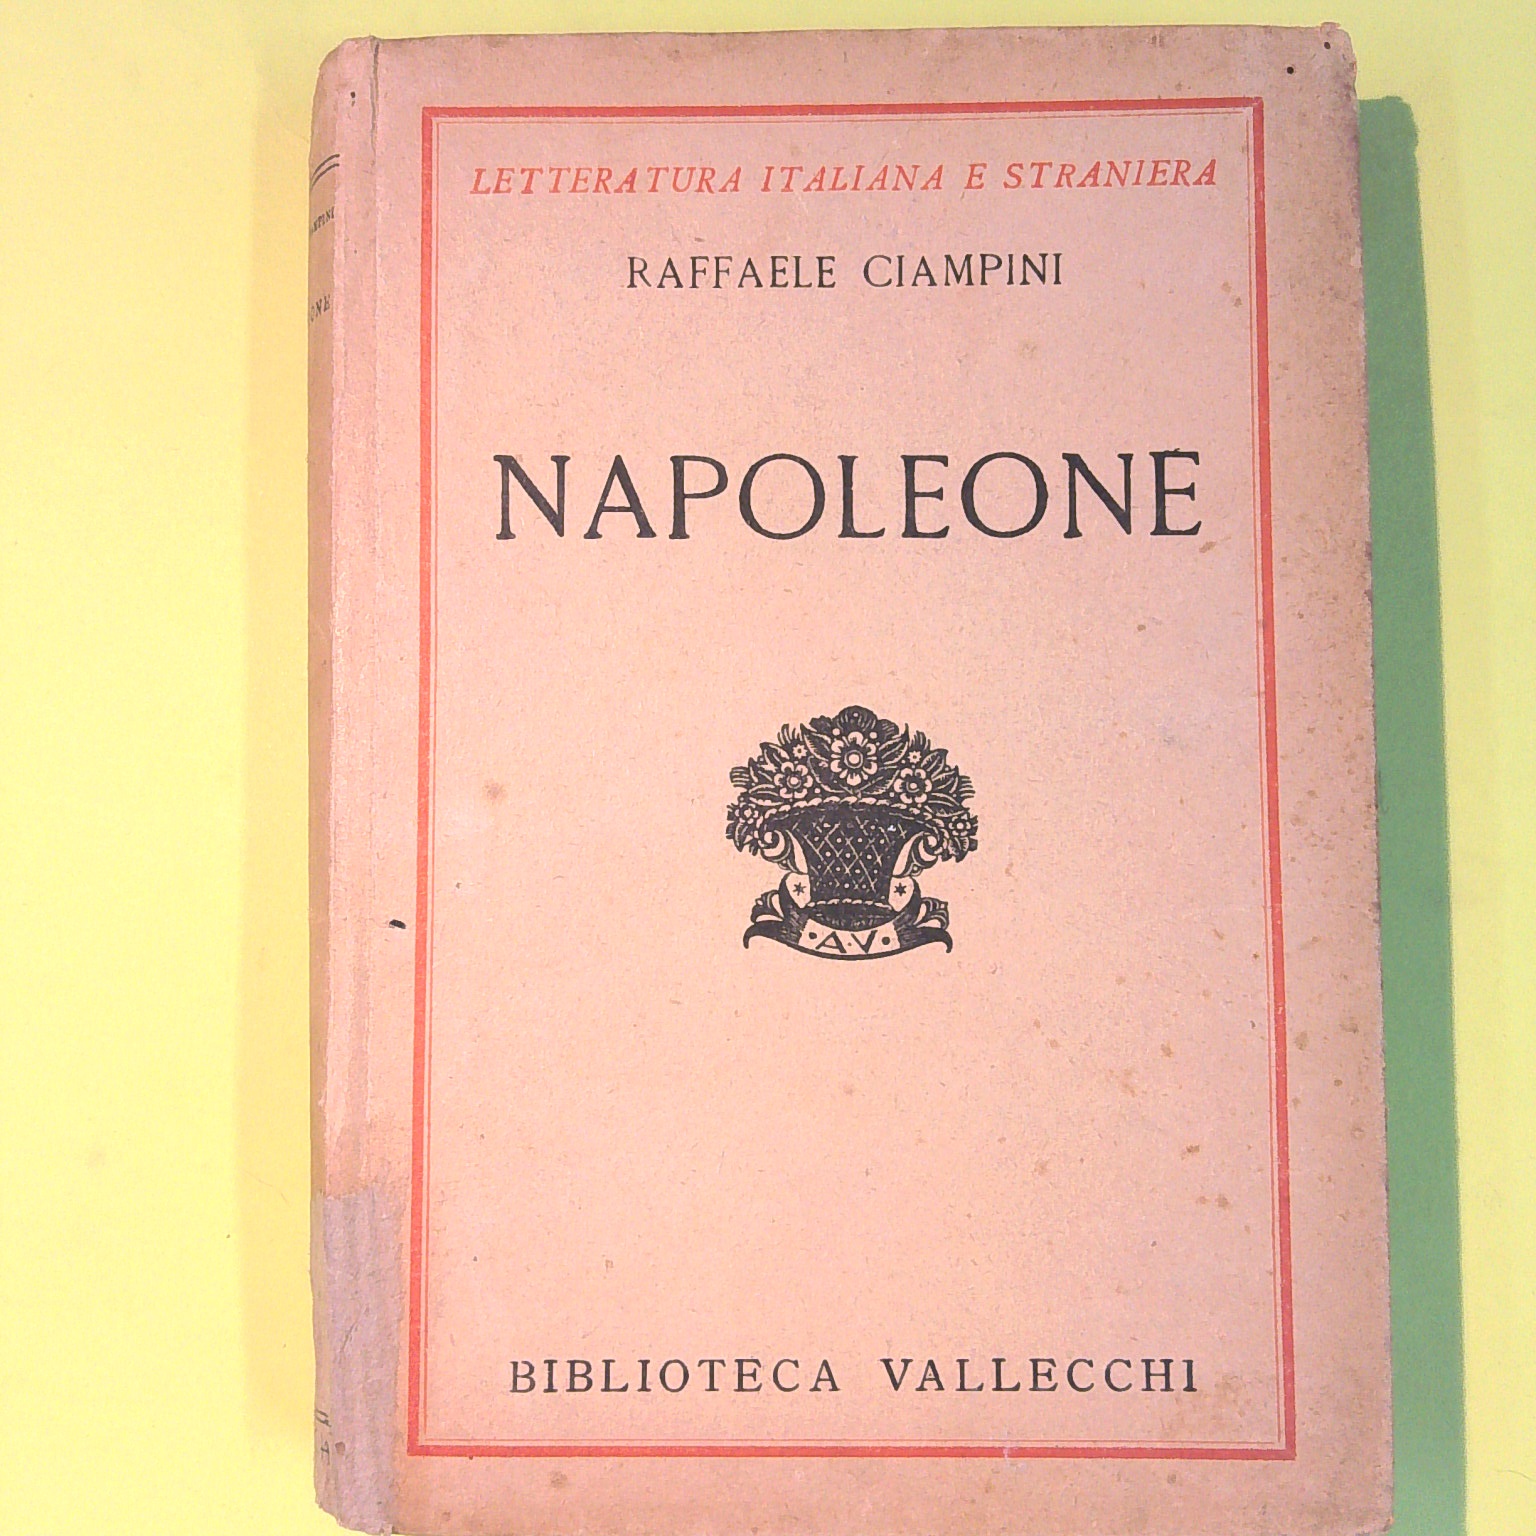 LETTERATURA ITALIANA E STRANIERA
RAFFAELE CIAMPINI
NAPOLEONE
·A·V·
BIBLIOTECA VALLECCHI